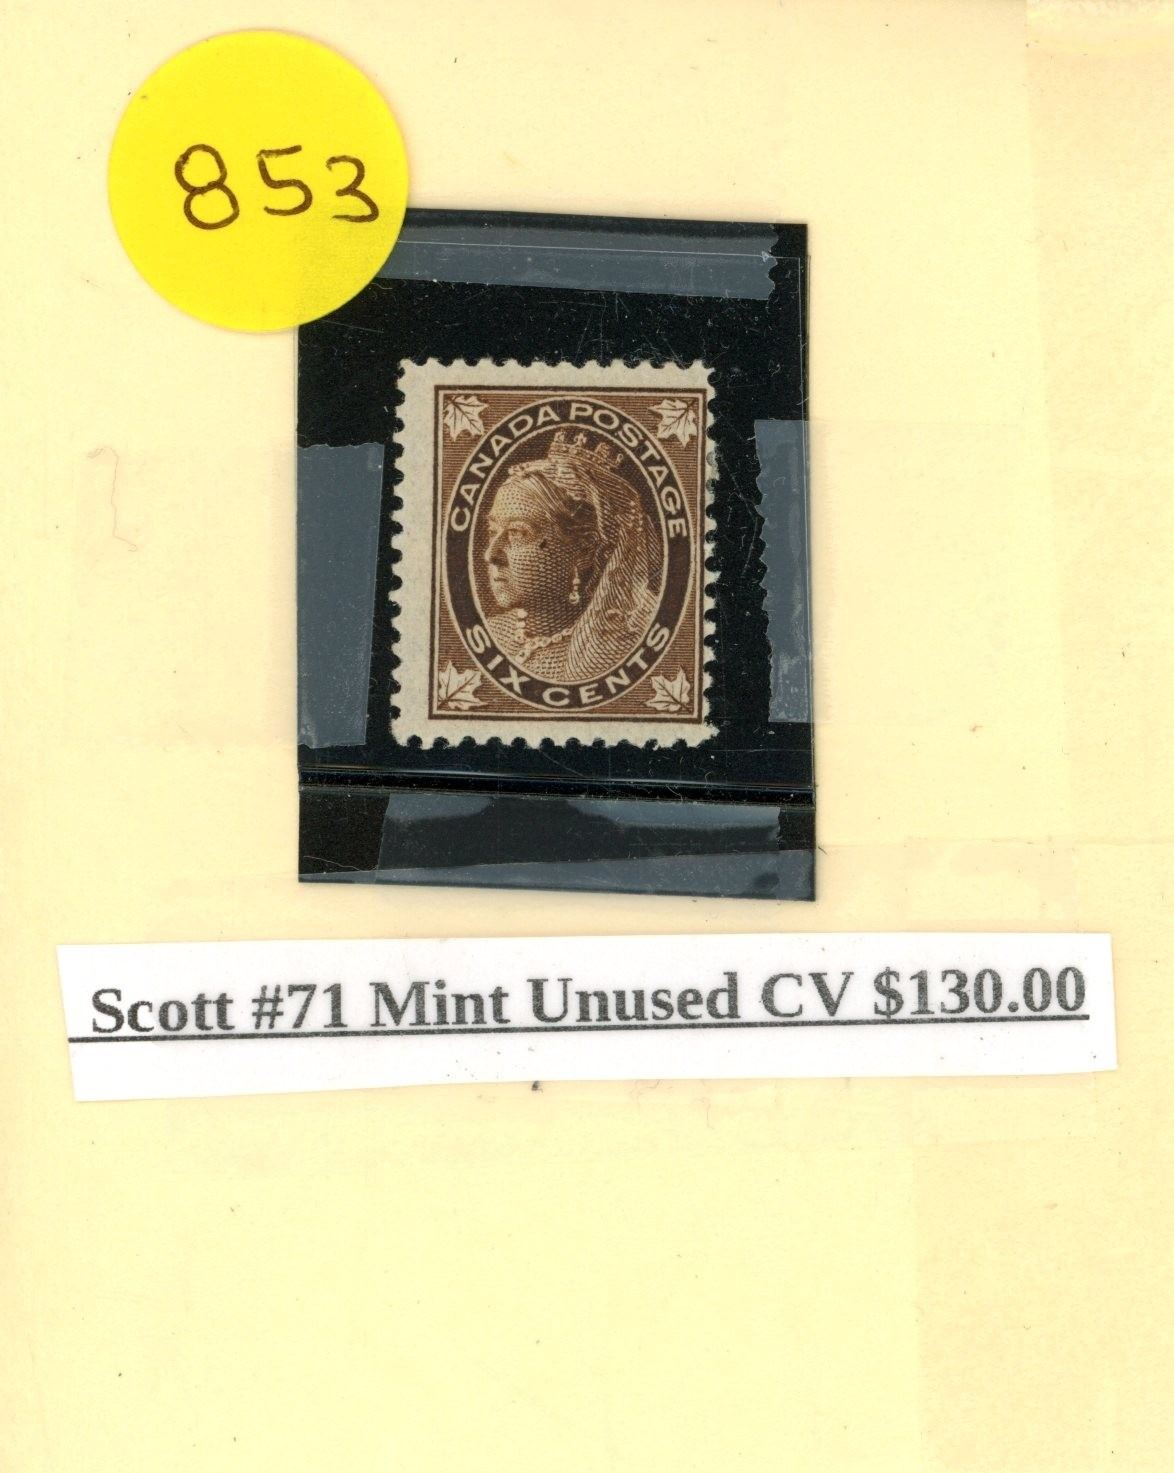 853
CANADA POSTAGE
SIX CENTS
Scott #71 Mint Unused CV $130.00